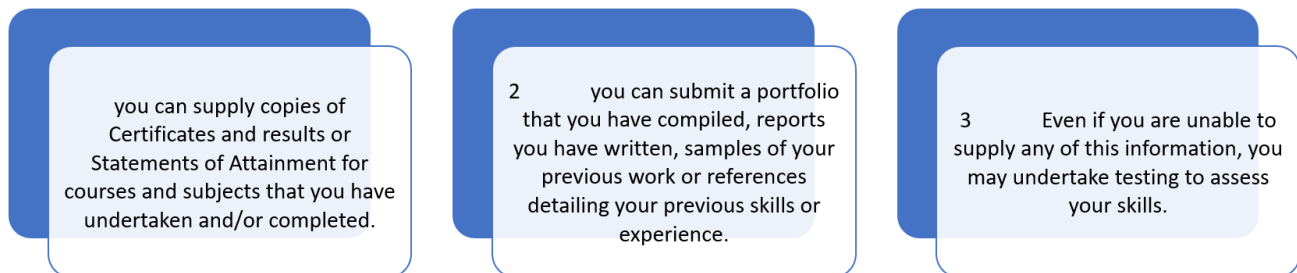 you can supply copies of
Certificates and results or
Statements of Attainment for
courses and subjects that you have
undertaken and/or completed.
2 you can submit a portfolio
that you have compiled, reports
you have written, samples of your
previous work or references
detailing your previous skills or
experience.
3 Even if you are unable to
supply any of this information, you
may undertake testing to assess
your skills.